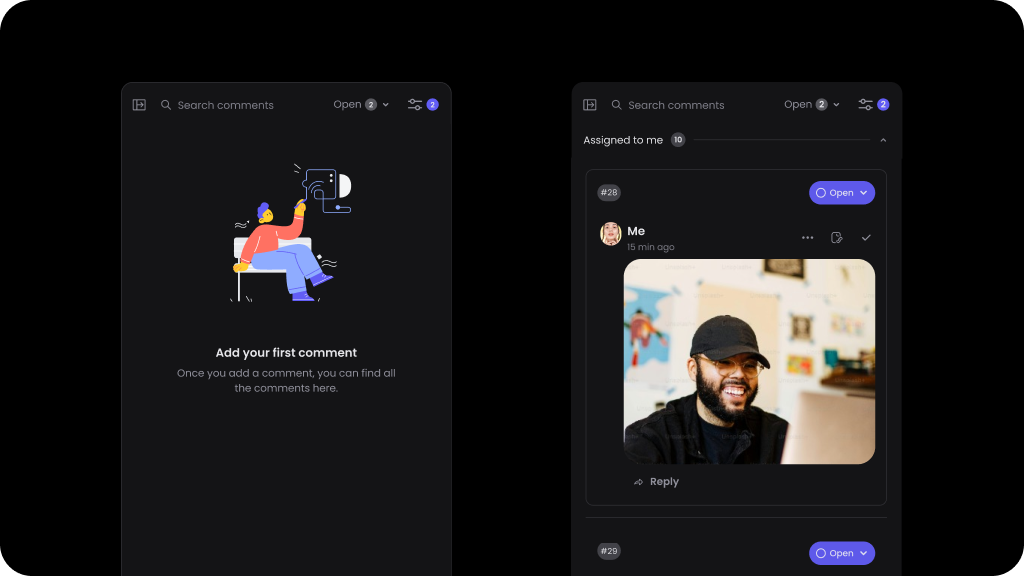 Search comments
Open 2
2
Add your first comment
Once you add a comment, you can find all
the comments here.
Search comments
Open 2
2
Assigned to me 10
#28
Open
Me
15 min ago
Reply
#29
Open